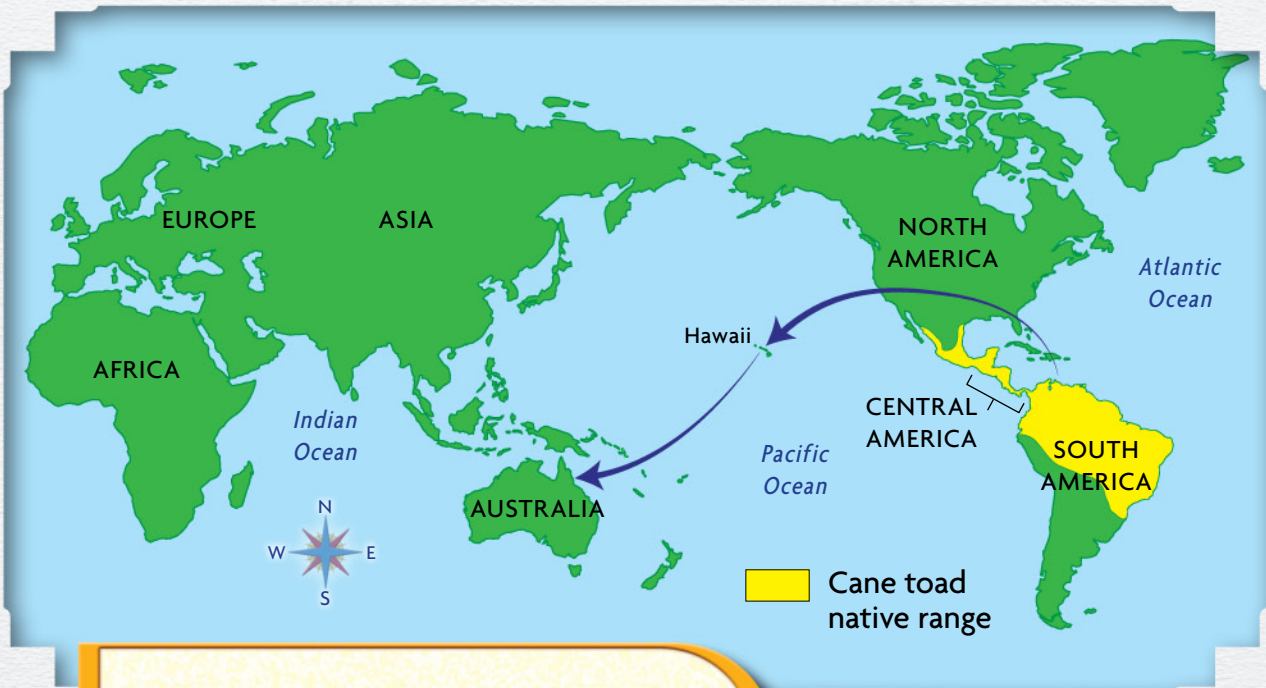 EUROPE
ASIA
NORTH
AMERICA
Atlantic
Ocean
Hawaii
AFRICA
Indian
Ocean
CENTRAL
AMERICA
Pacific
Ocean
SOUTH
AMERICA
AUSTRALIA
N
W
E
S
Cane toad
native range